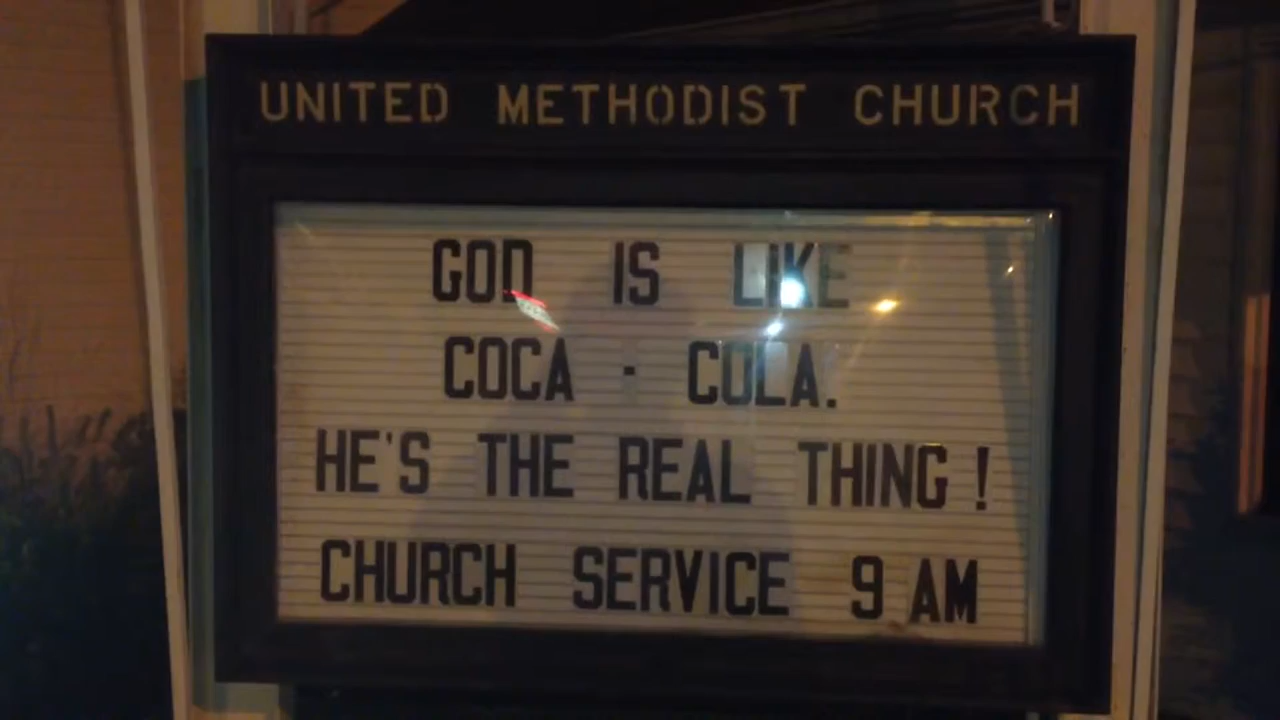 UNITED METHODIST CHURCH
GOD IS LIKE
COCA - COLA.
HE'S THE REAL THING!
CHURCH SERVICE 9 AM